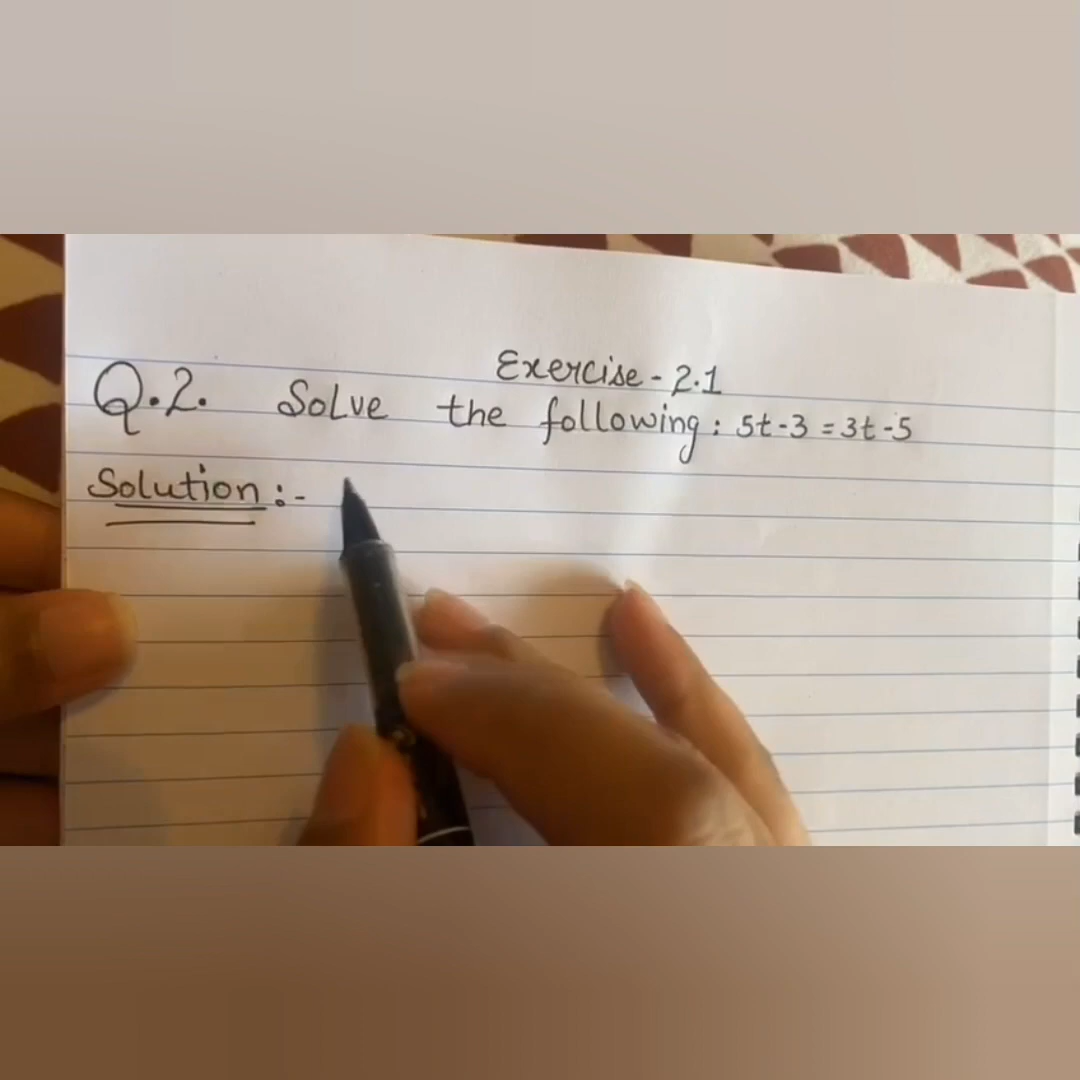 Exercise - 2.1
Q.2. Solve the following : 5t-3 = 3t-5
Solution :-